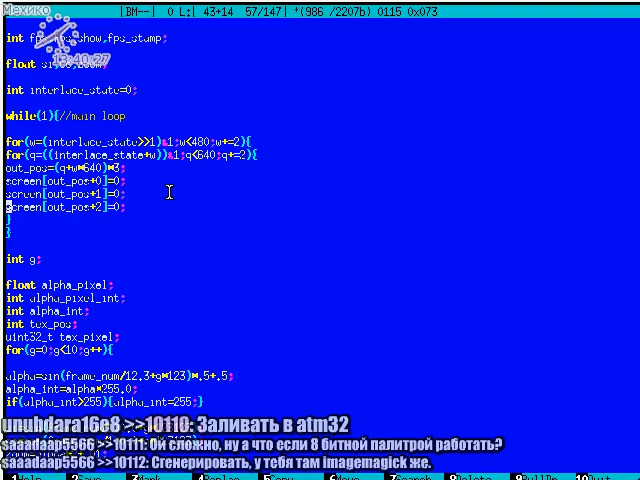 Мехико
[BM--] 0 L:[ 43+14 57/147] *(986 /2207b) 0115 0x073
13:40:27
float
int interlace_state=0;
while(1){//main loop
for(w=(interlace_state>>1)&1;w<480;w+=2){
for(q=((interlace_state+w))&1;q<640;q+=2){
out_pos=(q+w*640)*3;
screen[out_pos+0]=0;
screen[out_pos+1]=0;
screen[out_pos+2]=0;
}
}
int g;
float alpha_pixel;
int alpha_pixel_int;
int alpha_int;
int tex_pos;
uint32_t tex_pixel;
for(g=0;g<10;g++){
alpha=sin(frame_num/12.3+g*123)*.5+.5;
alpha_int=alpha*255.0;
if(alpha_int>255){alpha_int=255;}
unuhdara16e8 >>10110: Заливать в atm32
saaadaap5566 >>10111: Ой сложно, ну а что если 8 битной палитрой работать?
saaadaap5566 >>10112: Сгенерировать, у тебя там imagemagick же.